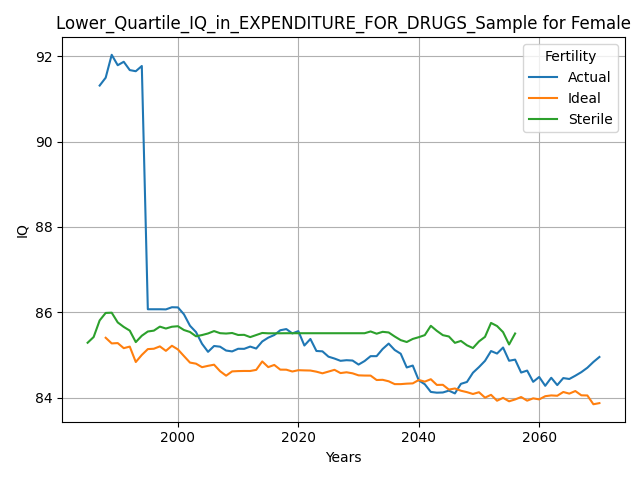 Lower_Quartile_IQ_in_EXPENDITURE_FOR_DRUGS_Sample for Female
Fertility
Actual
Ideal
Sterile
92
90
88
86
84
IQ
2000
2020
2040
2060
Years